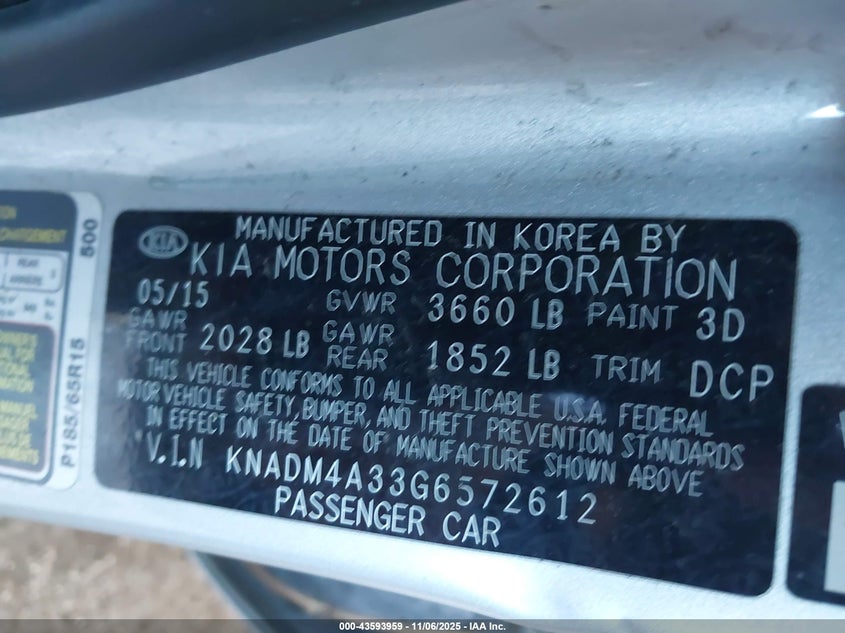 MANUFACTURED IN KOREA BY
KIA KIA MOTORS CORPORATION
05/15 GVWR 3660 LB PAINT 3D
GAWR FRONT 2028 LB GAWR REAR 1852 LB TRIM DCP
THIS VEHICLE CONFORMS TO ALL APPLICABLE U.S.A. FEDERAL
MOTOR VEHICLE SAFETY, BUMPER, AND THEFT PREVENTION STANDARDS
IN EFFECT ON THE DATE OF MANUFACTURE SHOWN ABOVE
V.I.N KNADM4A33G6572612
PASSENGER CAR
P185/65R15 500
REAR
000-43593959 - 11/06/2025 - IAA Inc.